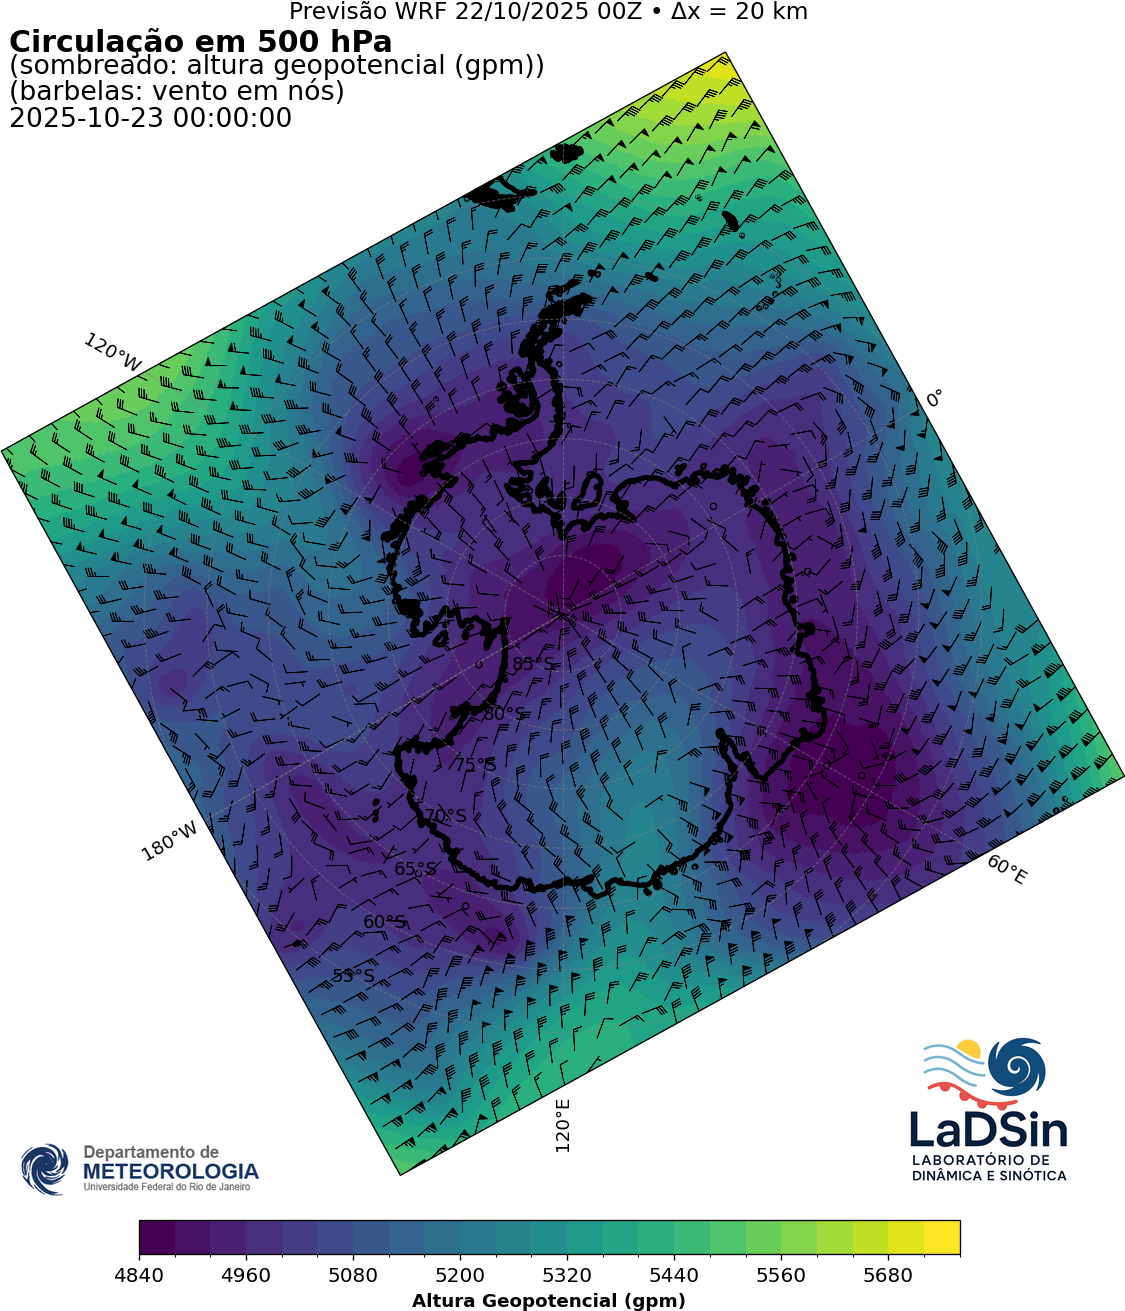 Previsão WRF 22/10/2025 00Z • Δx = 20 km
Circulação em 500 hPa
(sombreado: altura geopotencial (gpm))
(barbelas: vento em nós)
2025-10-23 00:00:00
120°W
0°
85°S
80°S
75°S
70°S
65°S
60°S
55°S
180°W
60°E
120°E
LaDSin
LABORATÓRIO DE
DINÂMICA E SINÓTICA
Departamento de
METEOROLOGIA
Universidade Federal do Rio de Janeiro
4840 4960 5080 5200 5320 5440 5560 5680
Altura Geopotencial (gpm)